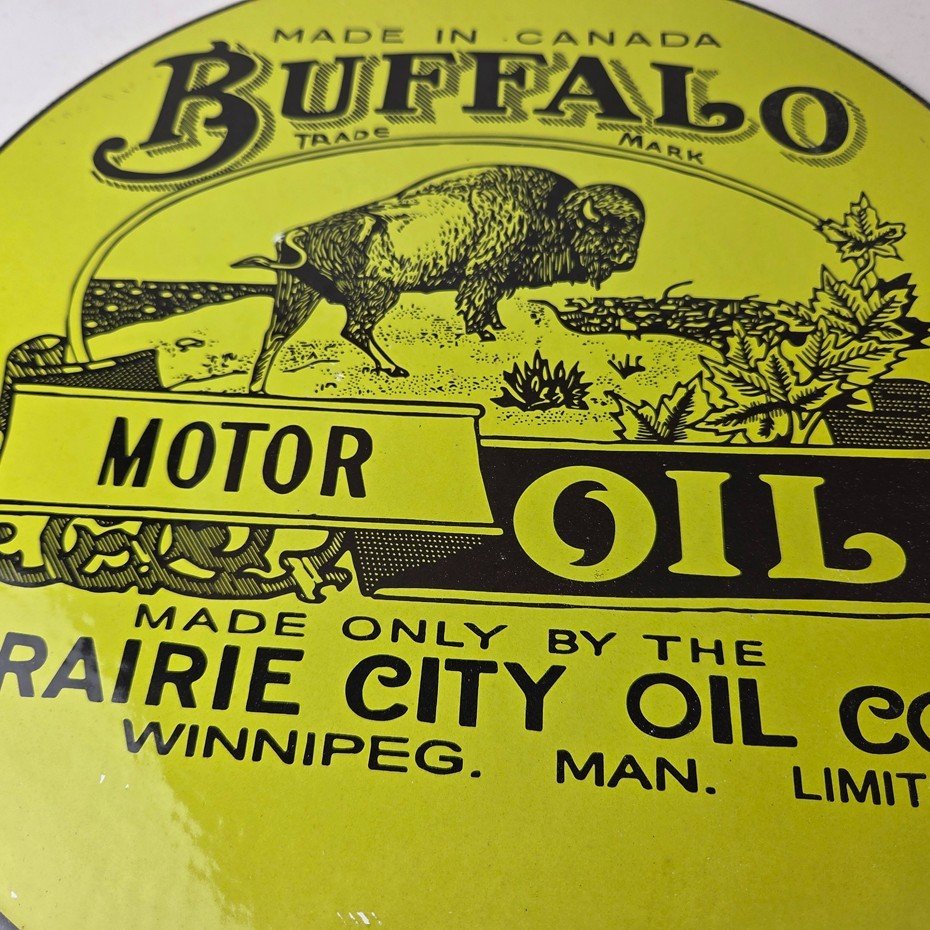 MADE IN CANADA
BUFFALO
TRADE MARK
MOTOR OIL
MADE ONLY BY THE
RAIRIE CITY OIL CO
WINNIPEG. MAN. LIMIT